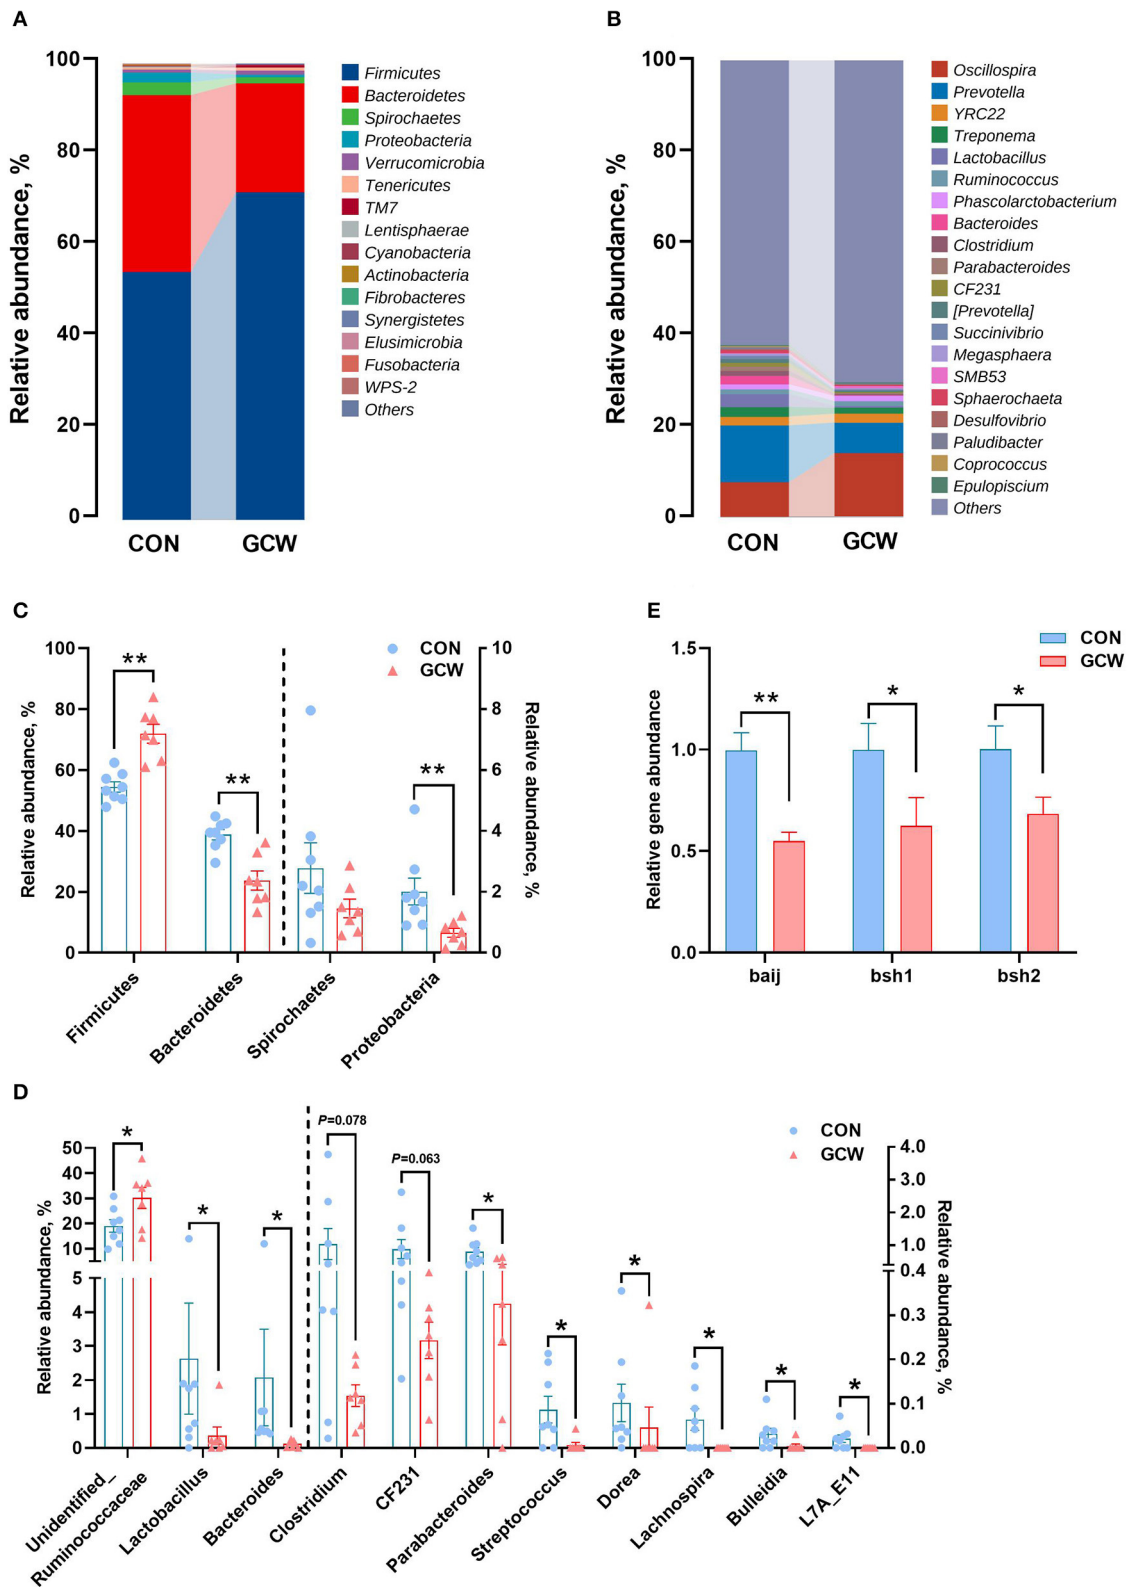 A
Relative abundance, %
100
80
60
40
20
0
CON
GCW
Firmicutes
Bacteroidetes
Spirochaetes
Proteobacteria
Verrucomicrobia
Tenericutes
TM7
Lentisphaerae
Cyanobacteria
Actinobacteria
Fibrobacteres
Synergistetes
Elusimicrobia
Fusobacteria
WPS-2
Others
B
Relative abundance, %
100
80
60
40
20
0
CON
GCW
Oscillospira
Prevotella
YRC22
Treponema
Lactobacillus
Ruminococcus
Phascolarctobacterium
Bacteroides
Clostridium
Parabacteroides
CF231
[Prevotella]
Succinivibrio
Megasphaera
SMB53
Sphaerochaeta
Desulfovibrio
Paludibacter
Coprococcus
Epulopiscium
Others
C
Relative abundance, %
100
80
60
40
20
0
**
**
**
CON
GCW
10
8
6
4
2
0
Relative abundance, %
Firmicutes
Bacteroidetes
Spirochaetes
Proteobacteria
E
Relative gene abundance
1.5
1.0
0.5
0.0
**
*
*
CON
GCW
baij
bsh1
bsh2
D
Relative abundance, %
50
40
30
20
10
5
4
3
2
1
0
*
*
*
P=0.078
P=0.063
*
*
*
*
*
*
CON
GCW
4.0
3.0
2.0
1.0
0.4
0.3
0.2
0.1
0.0
Relative abundance, %
Unidentified_
Ruminococcaceae
Lactobacillus
Bacteroides
Clostridium
CF231
Parabacteroides
Streptococcus
Dorea
Lachnospira
Bulleidia
L7A_E11